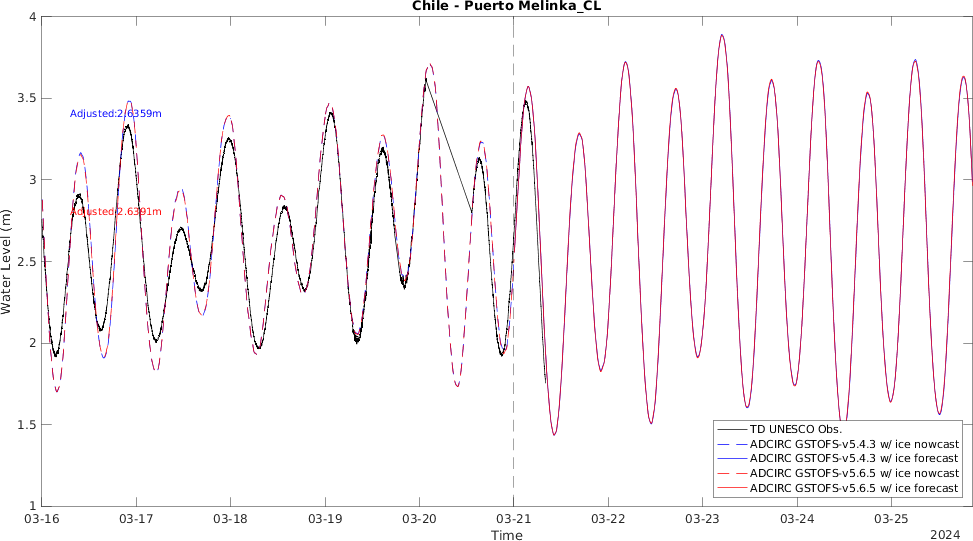 Chile - Puerto Melinka_CL
4
3.5
3
2.5
2
1.5
1
Water Level (m)
Adjusted:2.6359m
Adjusted:2.6391m
TD UNESCO Obs.
ADCIRC GSTOFS-v5.4.3 w/ ice nowcast
ADCIRC GSTOFS-v5.4.3 w/ ice forecast
ADCIRC GSTOFS-v5.6.5 w/ ice nowcast
ADCIRC GSTOFS-v5.6.5 w/ ice forecast
03-16 03-17 03-18 03-19 03-20 03-21 03-22 03-23 03-24 03-25
Time
2024